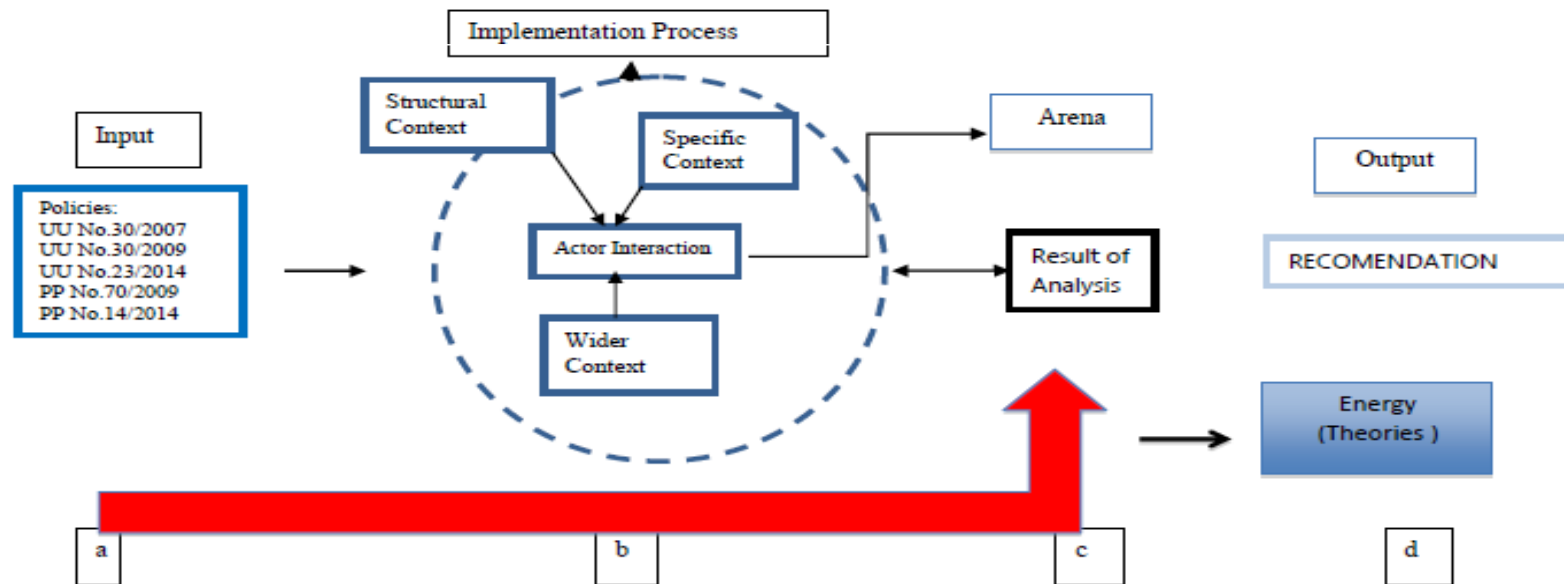 Implementation Process
Input
Policies:
UU No.30/2007
UU No.30/2009
UU No.23/2014
PP No.70/2009
PP No.14/2014
Structural
Context
Specific
Context
Actor Interaction
Wider
Context
Arena
Result of
Analysis
Output
RECOMENDATION
Energy
(Theories )
a
b
c
d